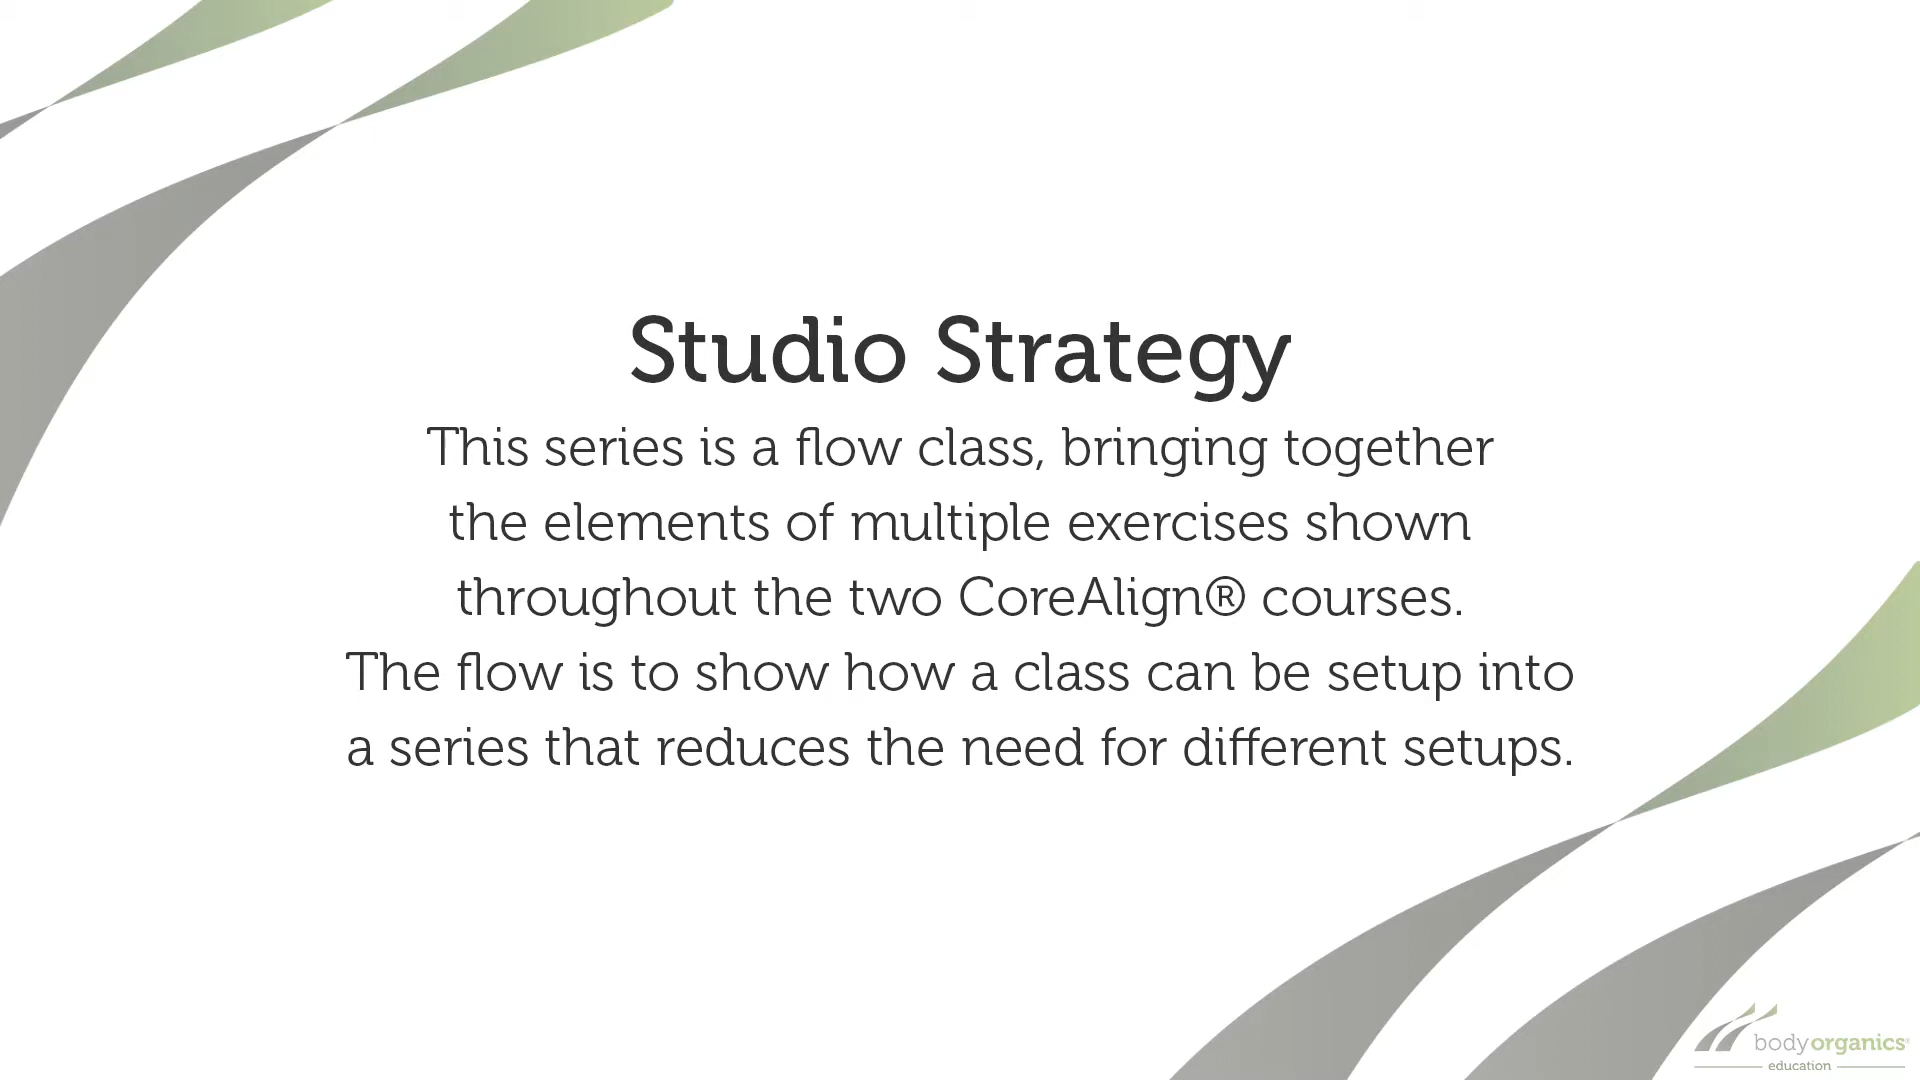 Studio Strategy
This series is a flow class, bringing together
the elements of multiple exercises shown
throughout the two CoreAlign® courses.
The flow is to show how a class can be setup into
a series that reduces the need for different setups.
bodyorganics®
education